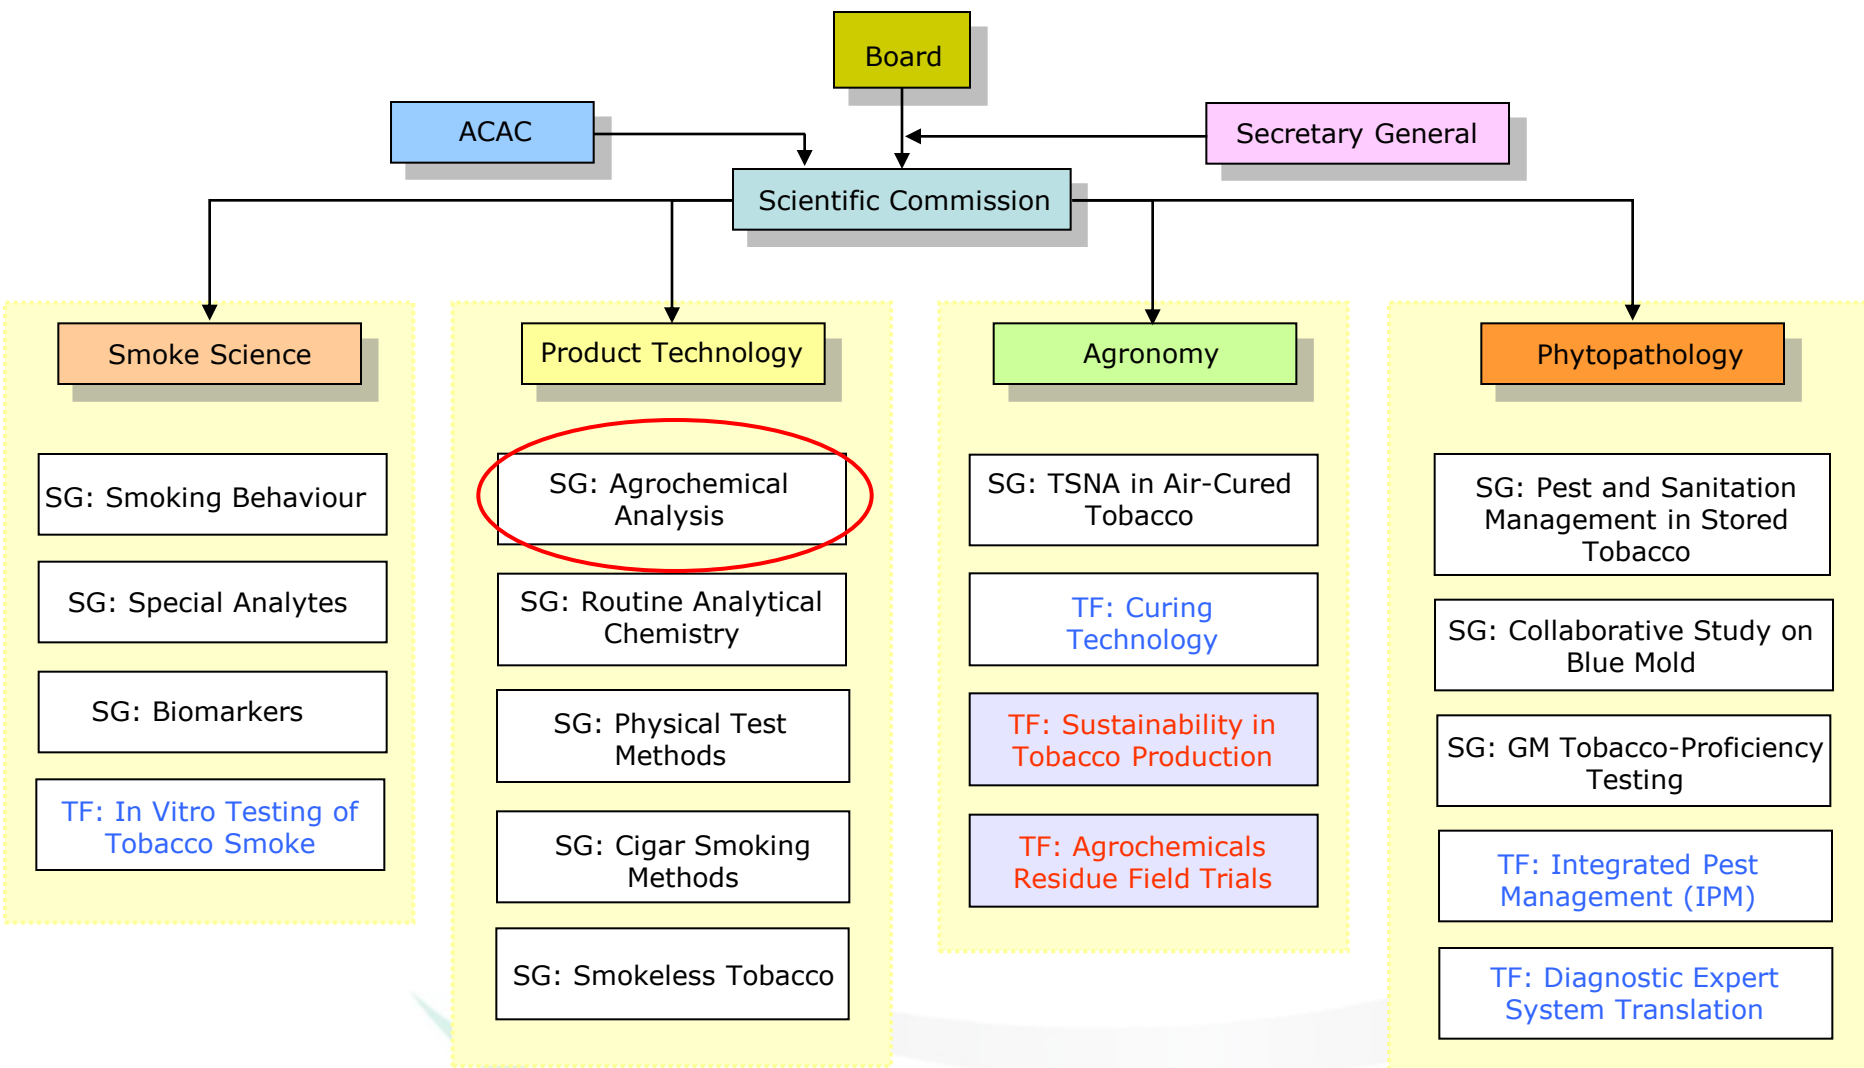 Board
ACAC
Secretary General
Scientific Commission
Smoke Science
SG: Smoking Behaviour
SG: Special Analytes
SG: Biomarkers
TF: In Vitro Testing of
Tobacco Smoke
Product Technology
SG: Agrochemical
Analysis
SG: Routine Analytical
Chemistry
SG: Physical Test
Methods
SG: Cigar Smoking
Methods
SG: Smokeless Tobacco
Agronomy
SG: TSNA in Air-Cured
Tobacco
TF: Curing
Technology
TF: Sustainability in
Tobacco Production
TF: Agrochemicals
Residue Field Trials
Phytopathology
SG: Pest and Sanitation
Management in Stored
Tobacco
SG: Collaborative Study on
Blue Mold
SG: GM Tobacco-Proficiency
Testing
TF: Integrated Pest
Management (IPM)
TF: Diagnostic Expert
System Translation